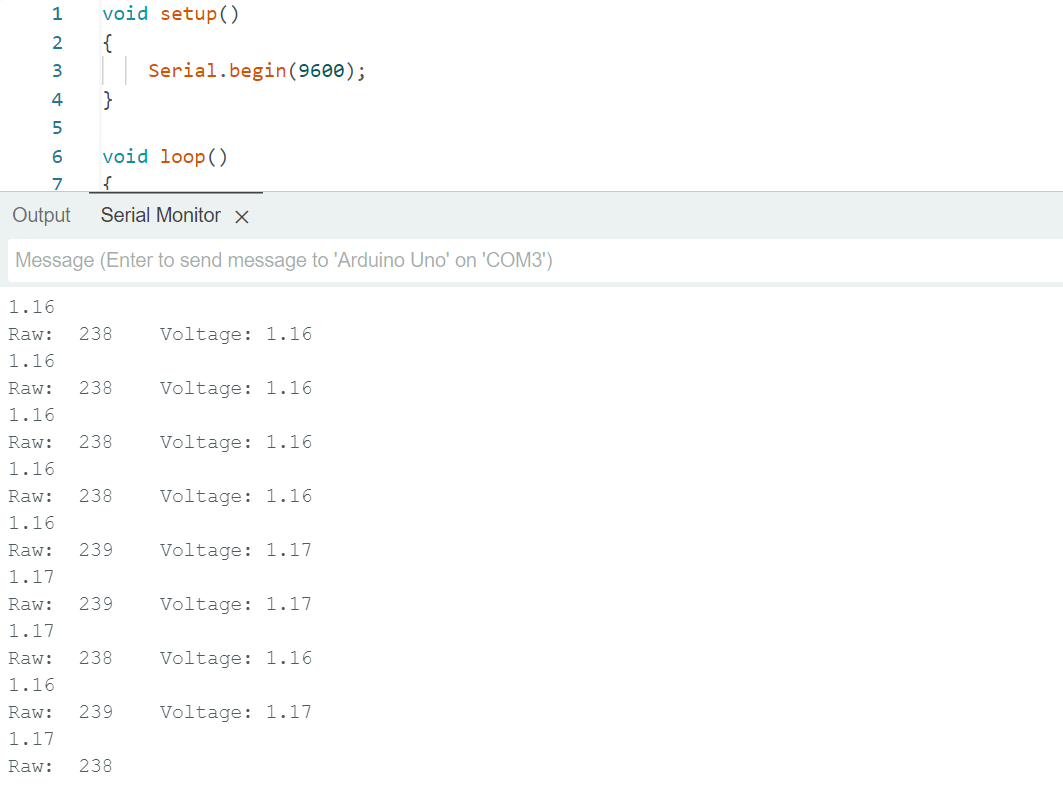 1 void setup()
2 {
3 Serial.begin(9600);
4 }
5
6 void loop()
7 {
Output Serial Monitor ×
Message (Enter to send message to 'Arduino Uno' on 'COM3')
1.16
Raw: 238 Voltage: 1.16
1.16
Raw: 238 Voltage: 1.16
1.16
Raw: 238 Voltage: 1.16
1.16
Raw: 238 Voltage: 1.16
1.16
Raw: 239 Voltage: 1.17
1.17
Raw: 239 Voltage: 1.17
1.17
Raw: 238 Voltage: 1.16
1.16
Raw: 239 Voltage: 1.17
1.17
Raw: 238